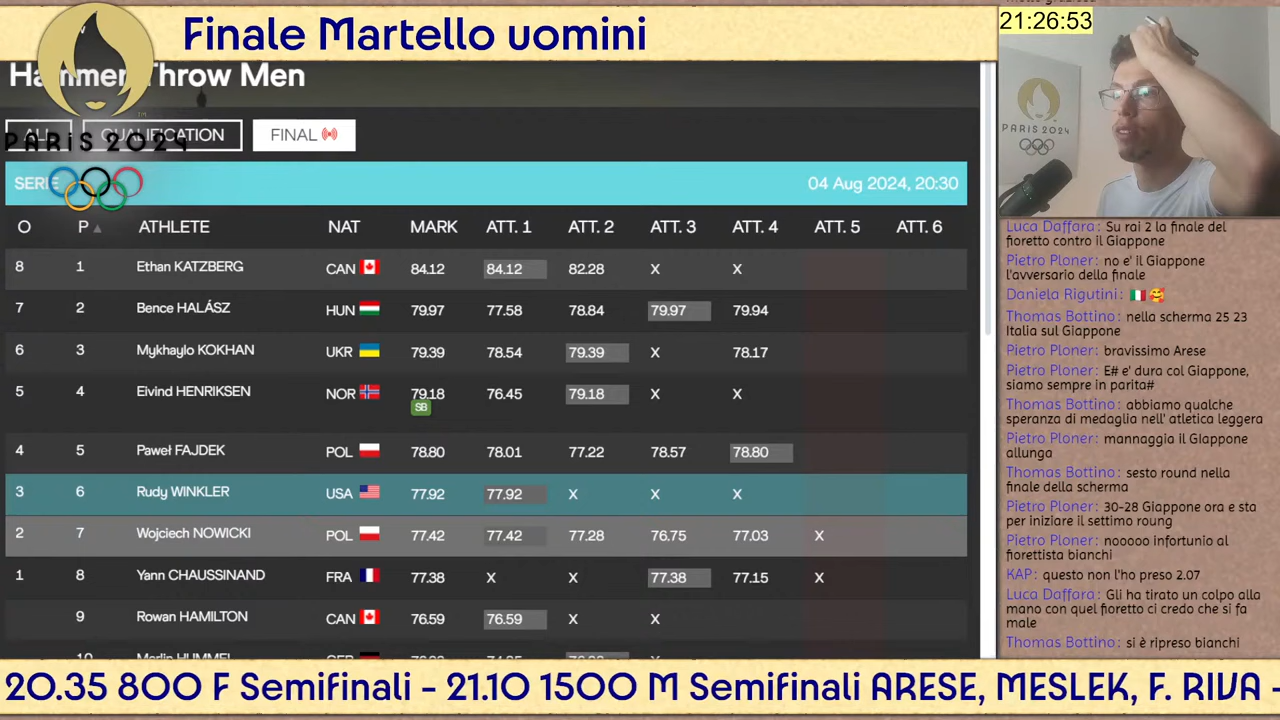 Finale Martello uomini
21:26:53
Hammer Throw Men
ALL QUALIFICATION FINAL
PARIS 2024
PARIS 2024
SERIE 04 Aug 2024, 20:30
O P ATHLETE NAT MARK ATT. 1 ATT. 2 ATT. 3 ATT. 4 ATT. 5 ATT. 6
8 1 Ethan KATZBERG CAN 84.12 84.12 82.28 X X
7 2 Bence HALÁSZ HUN 79.97 77.58 78.84 79.97 79.94
6 3 Mykhaylo KOKHAN UKR 79.39 78.54 79.39 X 78.17
5 4 Eivind HENRIKSEN NOR 79.18 76.45 79.18 X X
SB
4 5 Paweł FAJDEK POL 78.80 78.01 77.22 78.57 78.80
3 6 Rudy WINKLER USA 77.92 77.92 X X X
2 7 Wojciech NOWICKI POL 77.42 77.42 77.28 76.75 77.03 X
1 8 Yann CHAUSSINAND FRA 77.38 X X 77.38 77.15 X
9 Rowan HAMILTON CAN 76.59 76.59 X X
10 Merlin HUMMEL GER
Luca Daffara: Su rai 2 la finale del
fioretto contro il Giappone
Pietro Ploner: no e' il Giappone
l'avversario della finale
Daniela Rigutini: 🇮🇹 🥰
Thomas Bottino: nella scherma 25 23
Italia sul Giappone
Pietro Ploner: bravissimo Arese
Pietro Ploner: E# e' dura col Giappone,
siamo sempre in parita#
Thomas Bottino: abbiamo qualche
speranza di medaglia nell' atletica leggera
Pietro Ploner: mannaggia il Giappone
allunga
Thomas Bottino: sesto round nella
finale della scherma
Pietro Ploner: 30-28 Giappone ora e sta
per iniziare il settimo roung
Pietro Ploner: nooooo infortunio al
fiorettista bianchi
KAP: questo non l'ho preso 2.07
Luca Daffara: Gli ha tirato un colpo alla
mano con quel fioretto ci credo che si fa
male
Thomas Bottino: si è ripreso bianchi
20.35 800 F Semifinali - 21.10 1500 M Semifinali ARESE, MESLEK, F. RIVA -